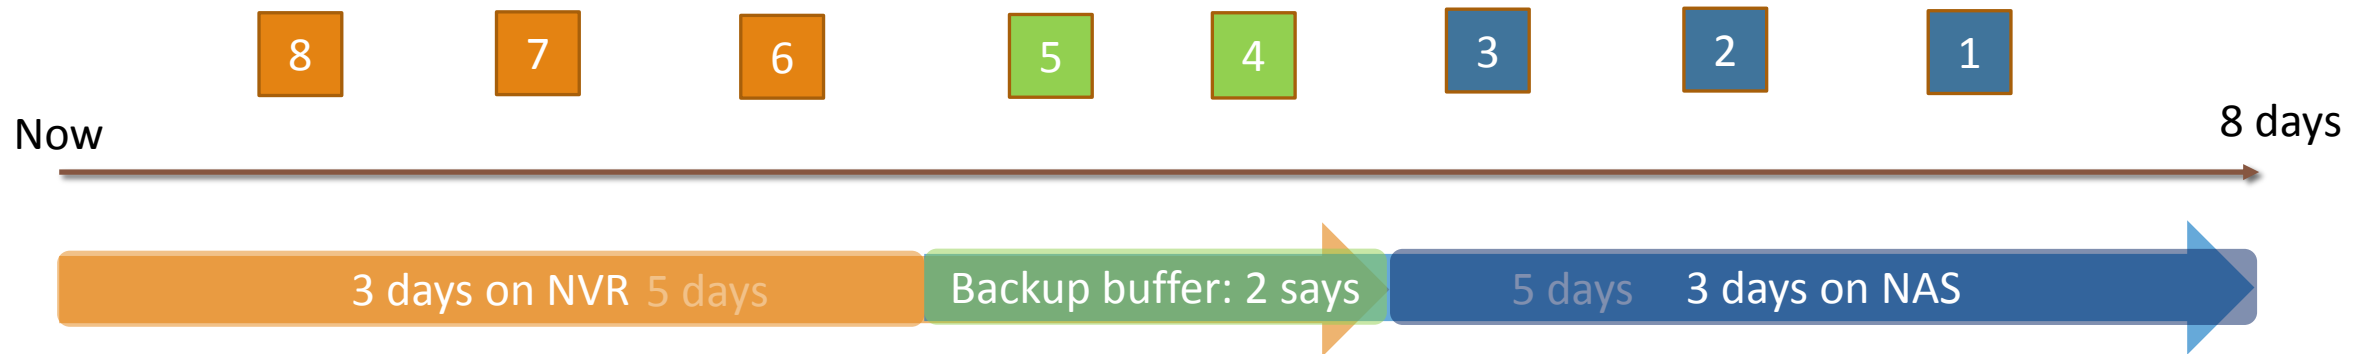 8 7 6 5 4 3 2 1
Now
8 days
3 days on NVR 5 days
Backup buffer: 2 says
5 days 3 days on NAS